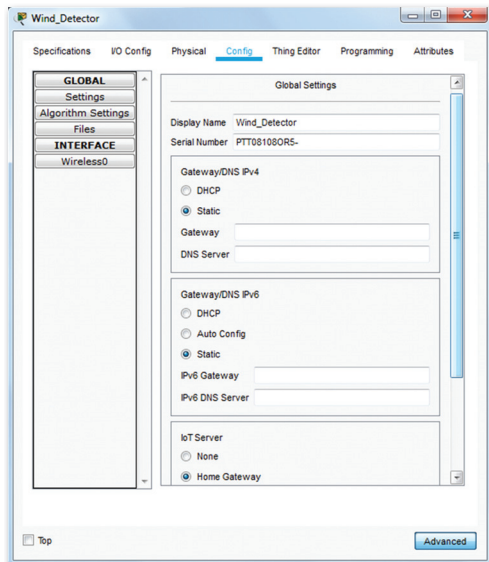 Wind_Detector
Specifications I/O Config Physical Config Thing Editor Programming Attributes
GLOBAL
Settings
Algorithm Settings
Files
INTERFACE
Wireless0
Global Settings
Display Name Wind_Detector
Serial Number PTT08108OR5-
Gateway/DNS IPv4
DHCP
Static
Gateway
DNS Server
Gateway/DNS IPv6
DHCP
Auto Config
Static
IPv6 Gateway
IPv6 DNS Server
IoT Server
None
Home Gateway
Top
Advanced